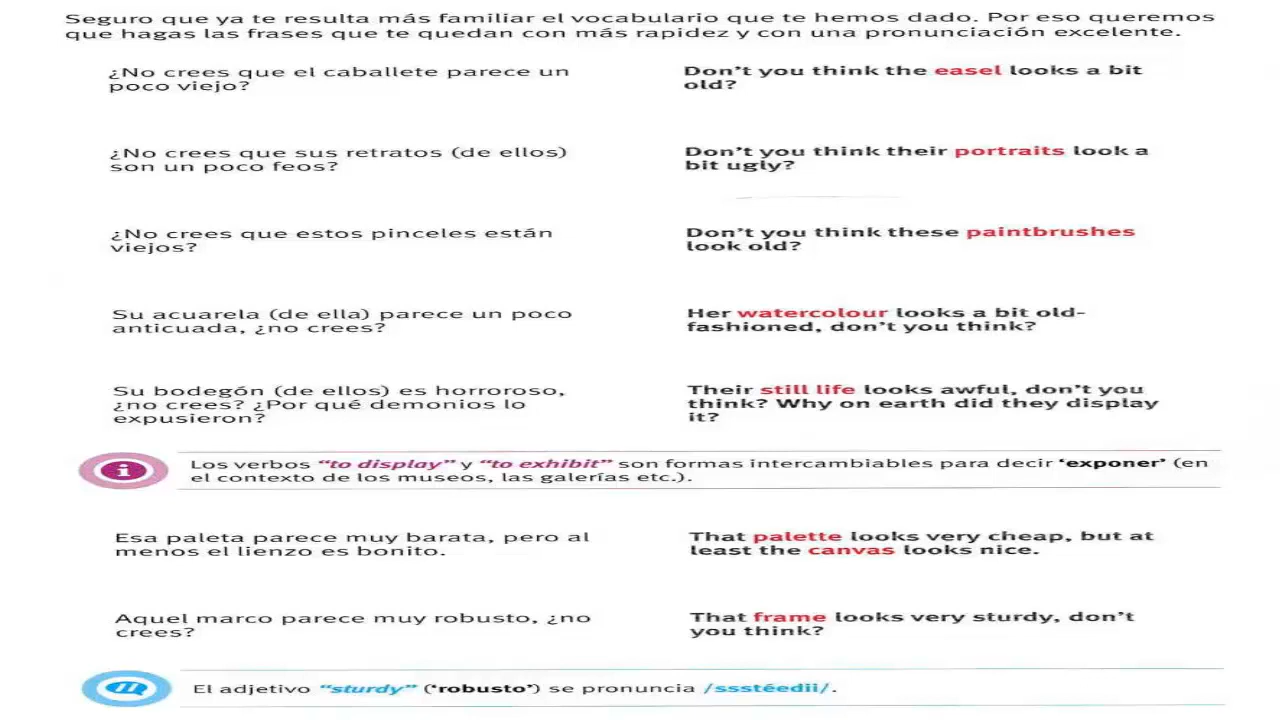 Seguro que ya te resulta más familiar el vocabulario que te hemos dado. Por eso queremos
que hagas las frases que te quedan con más rapidez y con una pronunciación excelente.
¿No crees que el caballete parece un
poco viejo?
Don't you think the easel looks a bit
old?
¿No crees que sus retratos (de ellos)
son un poco feos?
Don't you think their portraits look a
bit ugly?
¿No crees que estos pinceles están
viejos?
Don't you think these paintbrushes
look old?
Su acuarela (de ella) parece un poco
anticuada, ¿no crees?
Her watercolour looks a bit old-
fashioned, don't you think?
Su bodegón (de ellos) es horroroso,
¿no crees? ¿Por qué demonios lo
expusieron?
Their still life looks awful, don't you
think? Why on earth did they display
it?
Los verbos "to display" y "to exhibit" son formas intercambiables para decir 'exponer' (en
el contexto de los museos, las galerías etc.).
Esa paleta parece muy barata, pero al
menos el lienzo es bonito.
That palette looks very cheap, but at
least the canvas looks nice.
Aquel marco parece muy robusto, ¿no
crees?
That frame looks very sturdy, don't
you think?
El adjetivo "sturdy" ('robusto') se pronuncia /ssstéedii/.